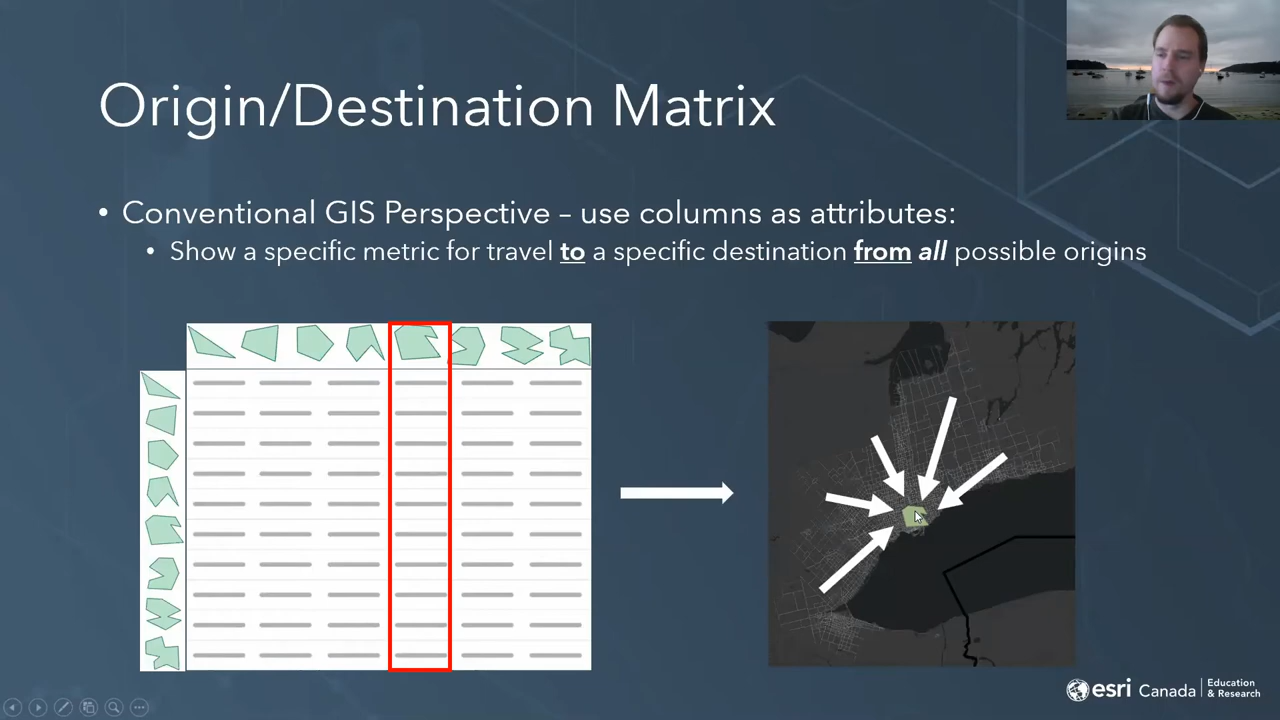 Origin/Destination Matrix
• Conventional GIS Perspective – use columns as attributes:
• Show a specific metric for travel to a specific destination from all possible origins
esri Canada
Education
& Research